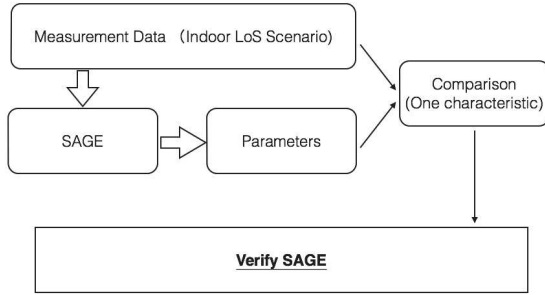 Measurement Data （Indoor LoS Scenario)
Comparison
(One characteristic)
SAGE
Parameters
Verify SAGE